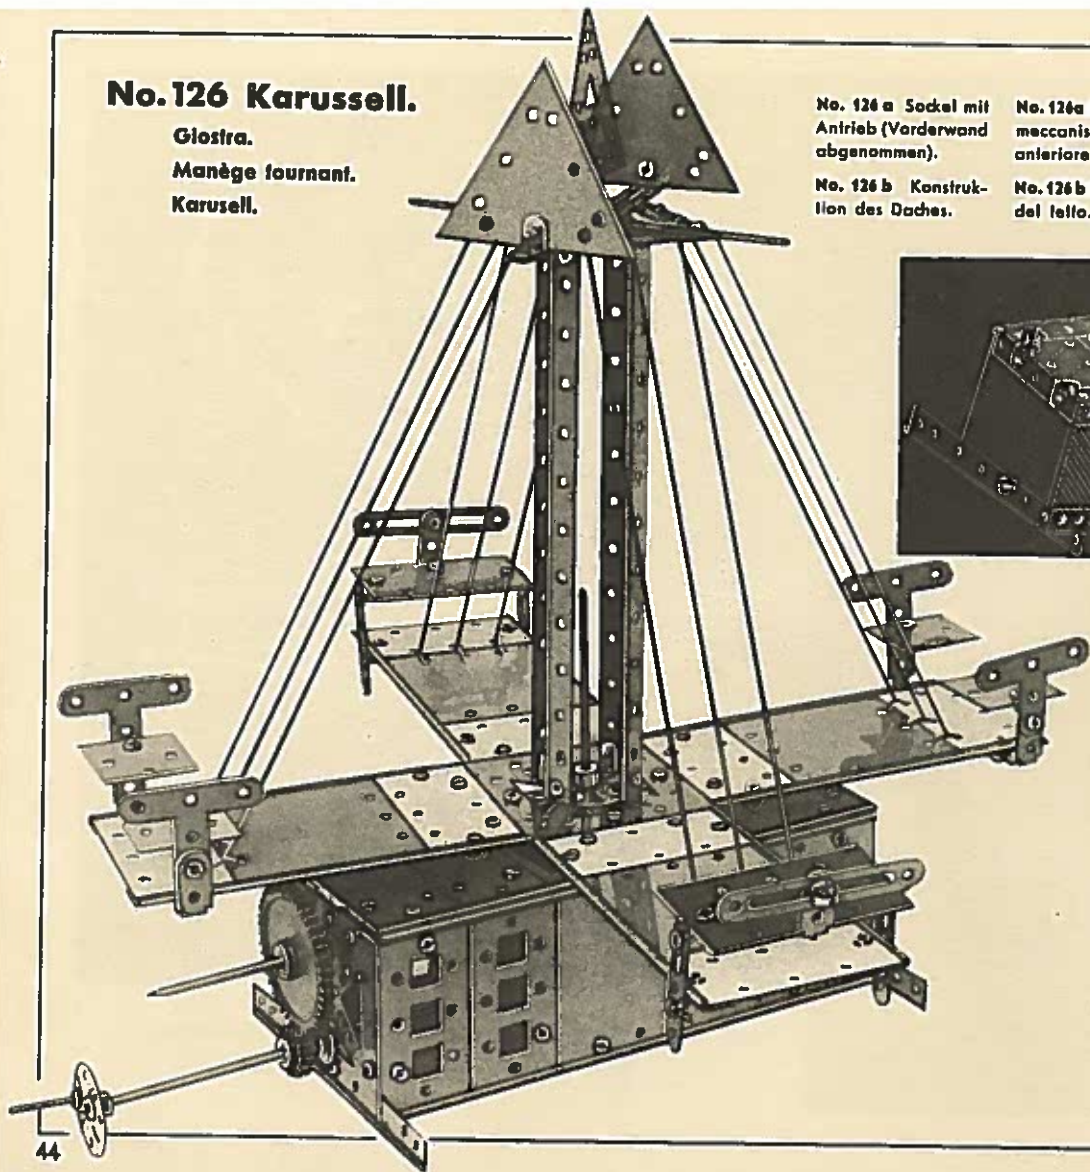 No. 126 Karussell.
Giostra.
Manège tournant.
Karusell.
No. 126 a Sockel mit
Antrieb (Vorderwand
abgenommen).
No. 126 b Konstruk-
tion des Daches.
No. 126a
meccanis
anteriore
No. 126 b
del tetto.
44